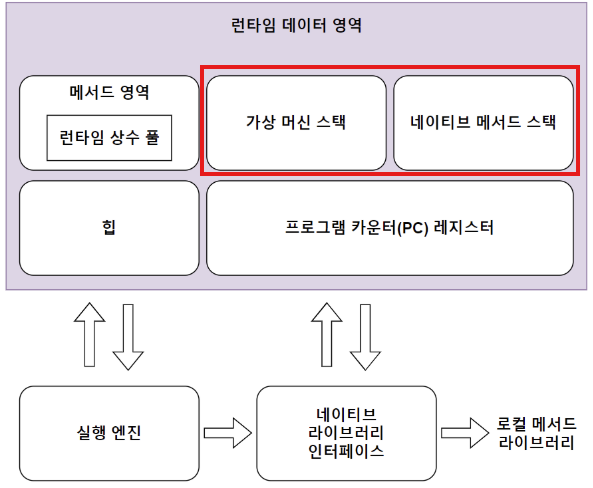 런타임 데이터 영역
메서드 영역
런타임 상수 풀
가상 머신 스택
네이티브 메서드 스택
힙
프로그램 카운터(PC) 레지스터
실행 엔진
네이티브
라이브러리
인터페이스
로컬 메서드
라이브러리